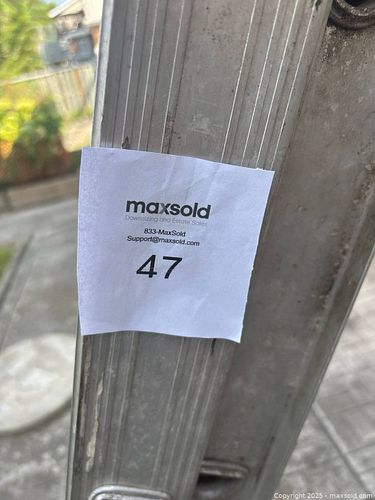 maxsold
Downsizing and Estate Sales
833-MaxSold
Support@maxsold.com
47
Copyright 2025 - maxsold.com